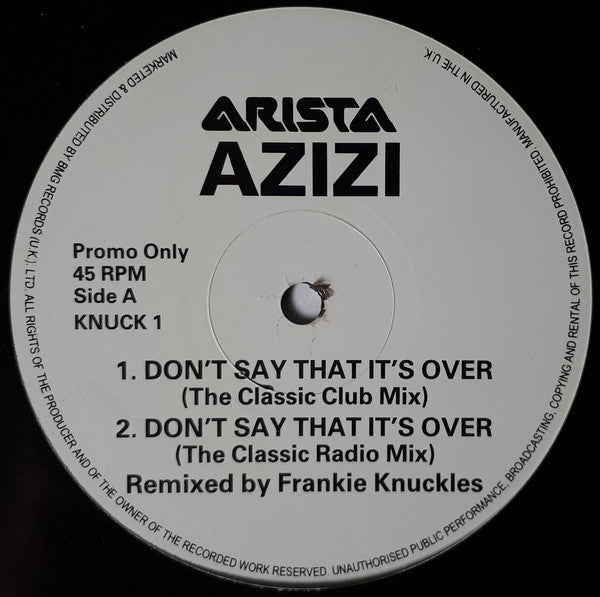 ARISTA
AZIZI
Promo Only
45 RPM
Side A
KNUCK 1
1. DON'T SAY THAT IT'S OVER
(The Classic Club Mix)
2. DON'T SAY THAT IT'S OVER
(The Classic Radio Mix)
Remixed by Frankie Knuckles
MARKETED & DISTRIBUTED BY BMG RECORDS (U.K.), LTD. ALL RIGHTS OF THE PRODUCER AND OF THE OWNER OF THE RECORDED WORK RESERVED. UNAUTHORISED PUBLIC PERFORMANCE, BROADCASTING, COPYING AND RENTAL OF THIS RECORD PROHIBITED. MANUFACTURED IN THE U.K.